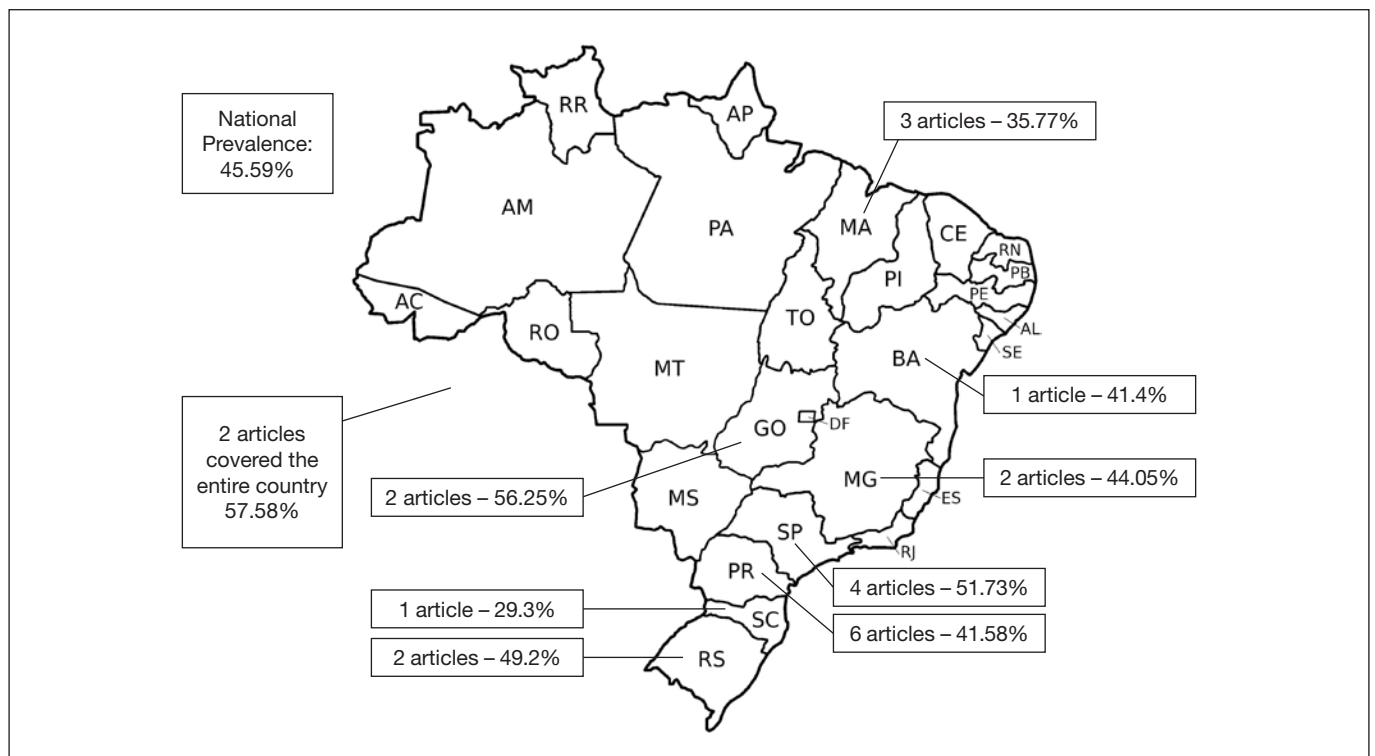 National
Prevalence:
45.59%
RR
AP
3 articles – 35.77%
AM
PA
MA
CE
RN
PB
PI
PE
AC
TO
AL
RO
SE
BA
MT
1 article – 41.4%
2 articles
covered the
entire country
57.58%
GO
DF
2 articles – 56.25%
MS
MG
2 articles – 44.05%
ES
SP
RJ
PR
4 articles – 51.73%
1 article – 29.3%
SC
6 articles – 41.58%
2 articles – 49.2%
RS